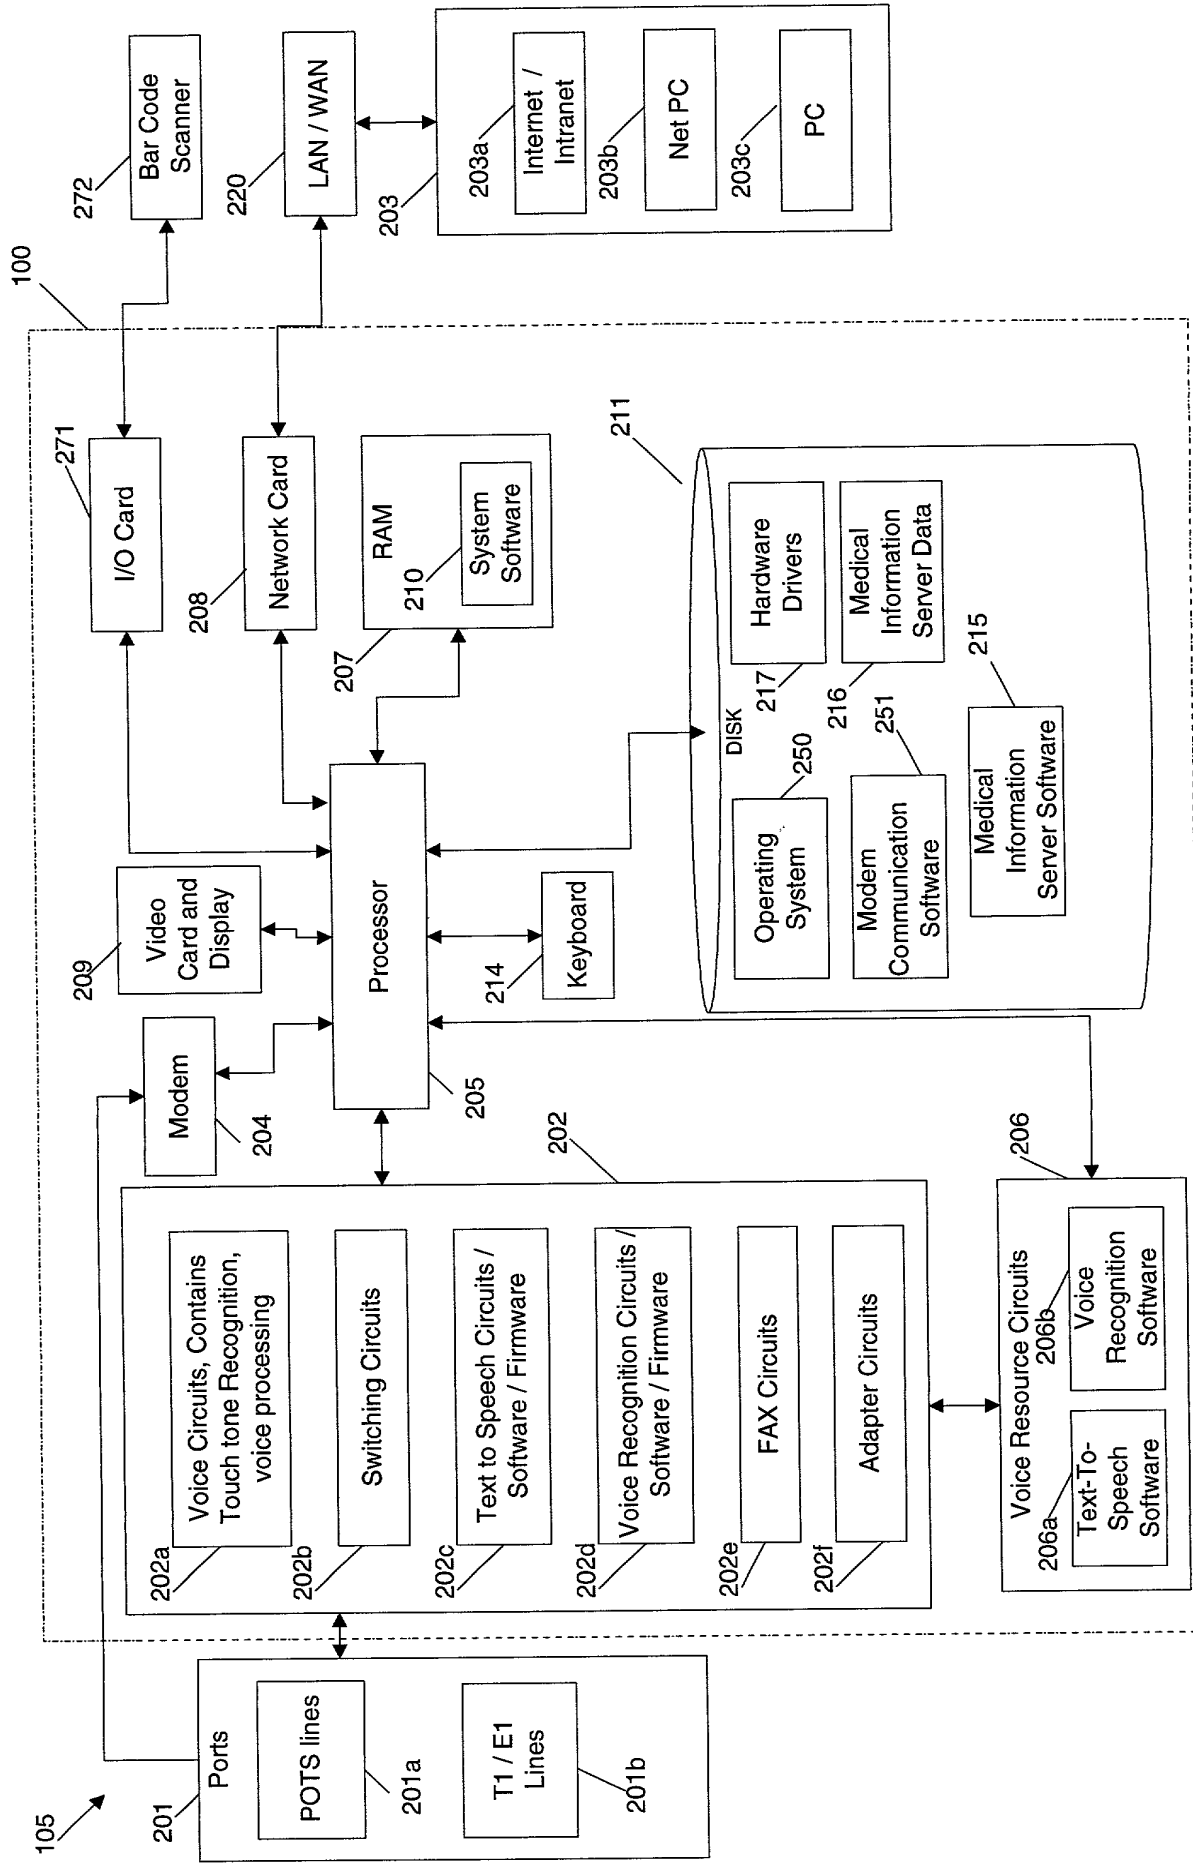 105
201
Ports
POTS lines
201a
T1 / E1
Lines
201b
100
Modem
204
209
Video
Card and
Display
271
I/O Card
272
Bar Code
Scanner
208
Network Card
220
LAN / WAN
203
203a
Internet /
Intranet
203b
Net PC
203c
PC
202
202a
Voice Circuits, Contains
Touch tone Recognition,
voice processing
202b
Switching Circuits
202c
Text to Speech Circuits /
Software / Firmware
202d
Voice Recognition Circuits /
Software / Firmware
202e
FAX Circuits
202f
Adapter Circuits
Processor
205
214
Keyboard
207
RAM
210
System
Software
211
DISK
250
Operating
System
217
Hardware
Drivers
251
Modem
Communication
Software
216
Medical
Information
Server Data
215
Medical
Information
Server Software
206
Voice Resource Circuits
206a
Text-To-
Speech
Software
206b
Voice
Recognition
Software